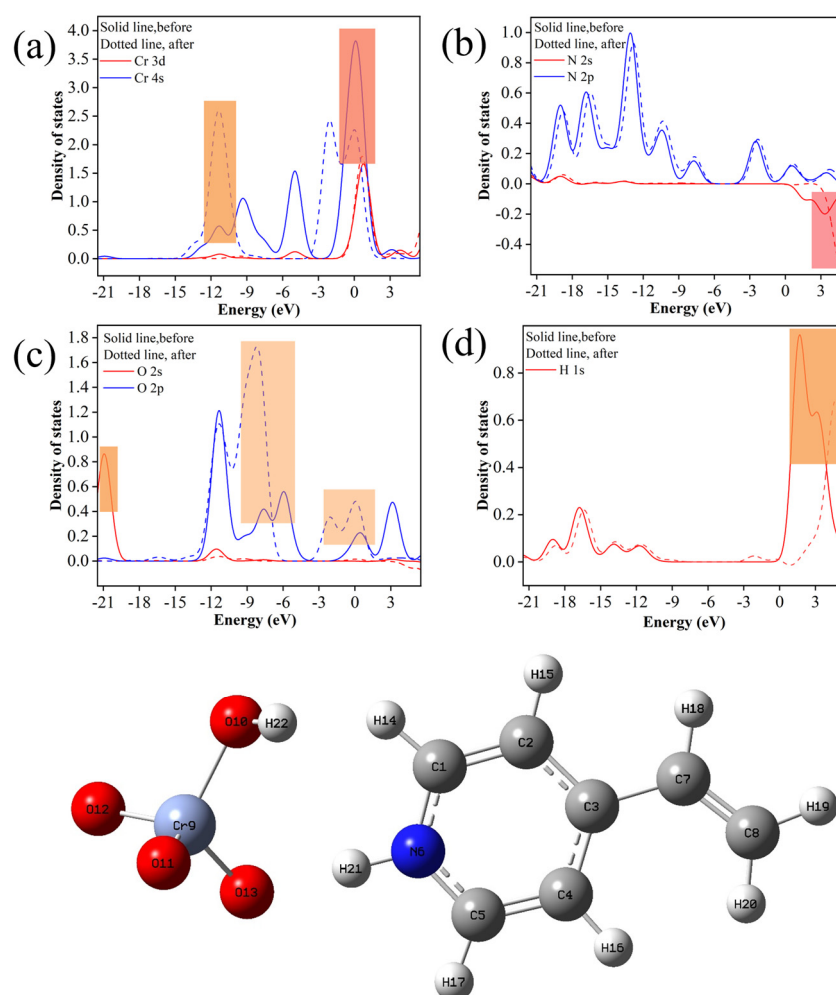 (a)
Solid line,before
Dotted line, after
Cr 3d
Cr 4s
4.0
3.5
3.0
2.5
2.0
1.5
1.0
0.5
0.0
Density of states
-21 -18 -15 -12 -9 -6 -3 0 3
Energy (eV)
(b)
Solid line,before
Dotted line, after
N 2s
N 2p
1.0
0.8
0.6
0.4
0.2
0.0
-0.2
-0.4
Density of states
-21 -18 -15 -12 -9 -6 -3 0 3
Energy (eV)
(c)
Solid line,before
Dotted line, after
O 2s
O 2p
1.8
1.6
1.4
1.2
1.0
0.8
0.6
0.4
0.2
0.0
Density of states
-21 -18 -15 -12 -9 -6 -3 0 3
Energy (eV)
(d)
Solid line,before
Dotted line, after
H 1s
0.8
0.6
0.4
0.2
0.0
Density of states
-21 -18 -15 -12 -9 -6 -3 0 3
Energy (eV)
H15
H18
O10 H22
H14
C2
C1
C7
O12
C3
H19
Cr9
C8
N6
O11
H21
O13
C4
H20
C5
H16
H17